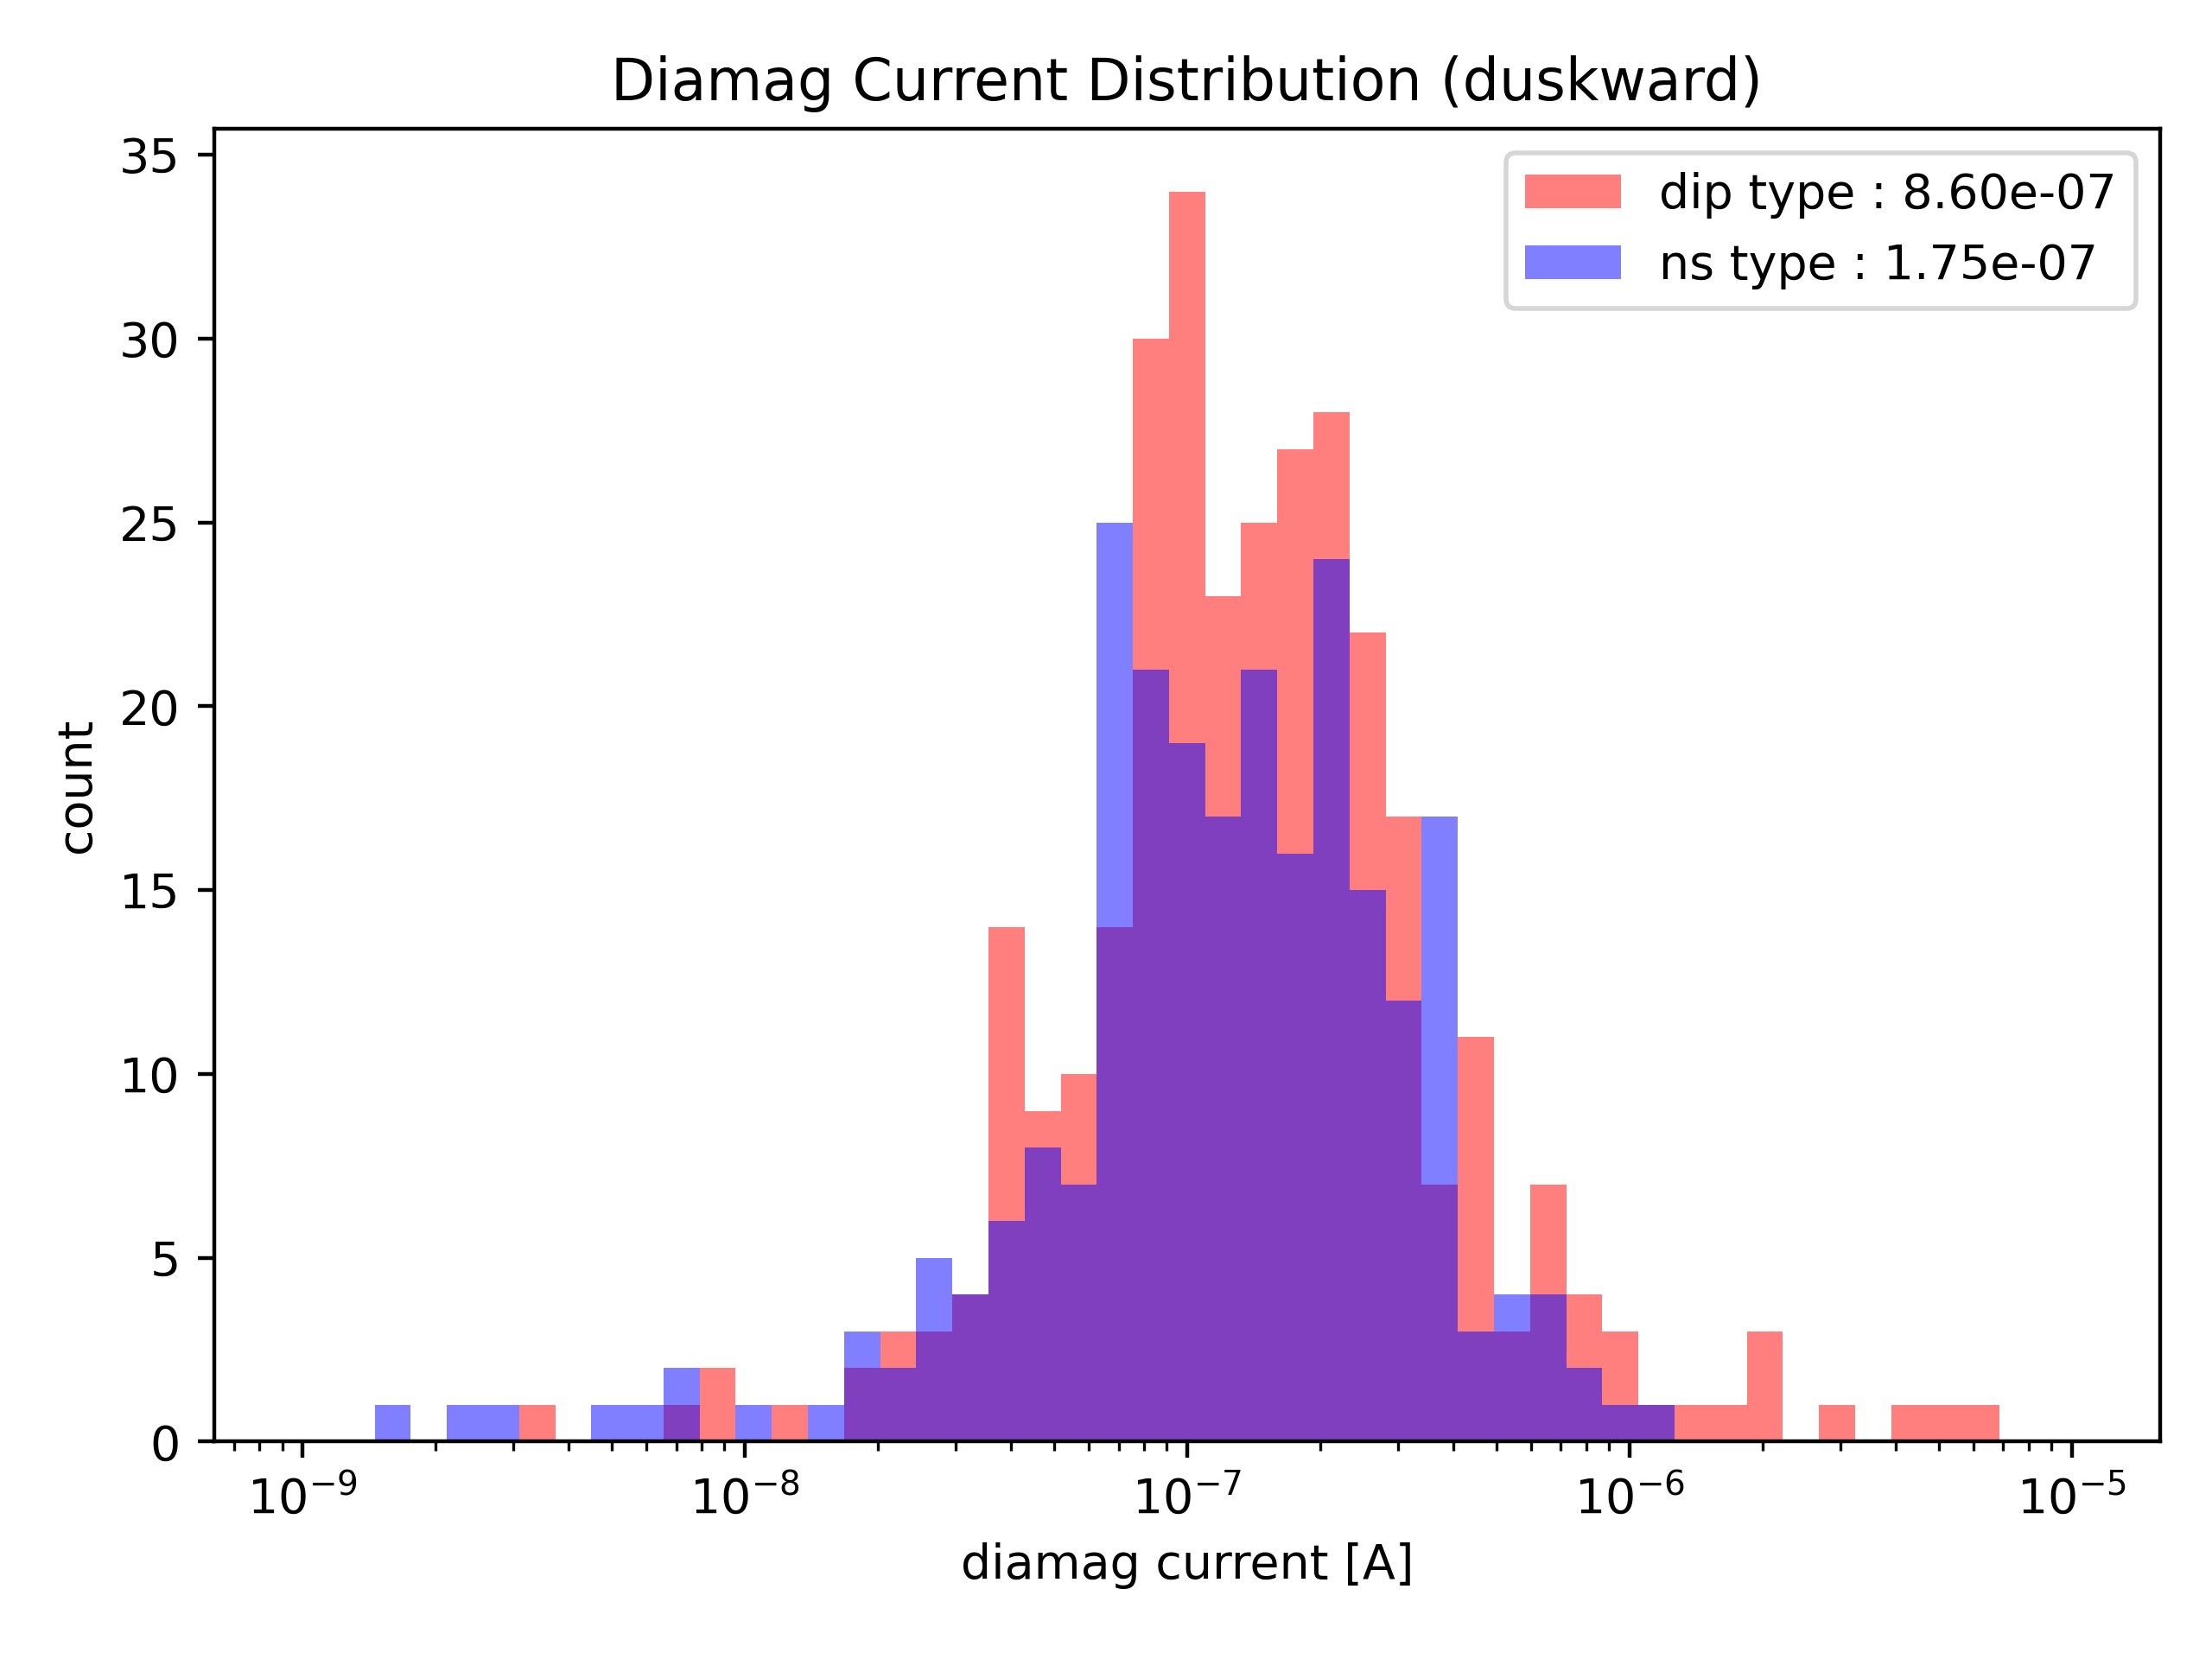 Diamag Current Distribution (duskward)
dip type : 8.60e-07
ns type : 1.75e-07
35
30
25
20
15
10
5
0
count
10⁻⁹ 10⁻⁸ 10⁻⁷ 10⁻⁶ 10⁻⁵
diamag current [A]